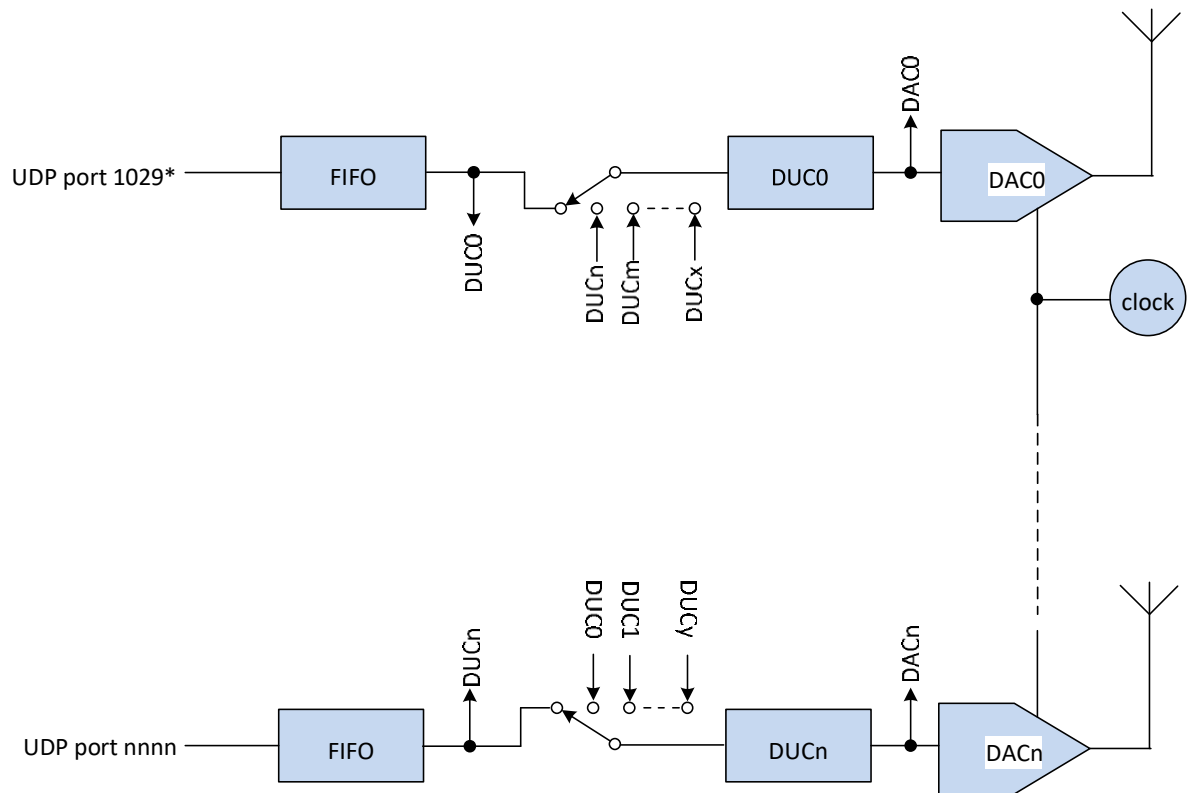 DAC0
UDP port 1029*
FIFO
DUC0
DAC0
DUC0
DUCn
DUCm
DUCx
clock
DUC0
DUC1
DUCy
DUCn
DACn
UDP port nnnn
FIFO
DUCn
DACn